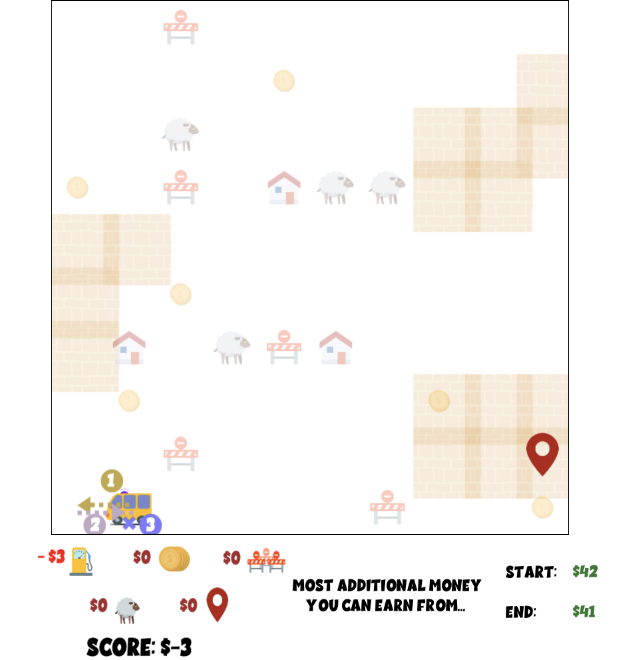 1
2
3
- $3
$0
$0
$0
$0
MOST ADDITIONAL MONEY
YOU CAN EARN FROM...
START: $42
END: $41
SCORE: $-3